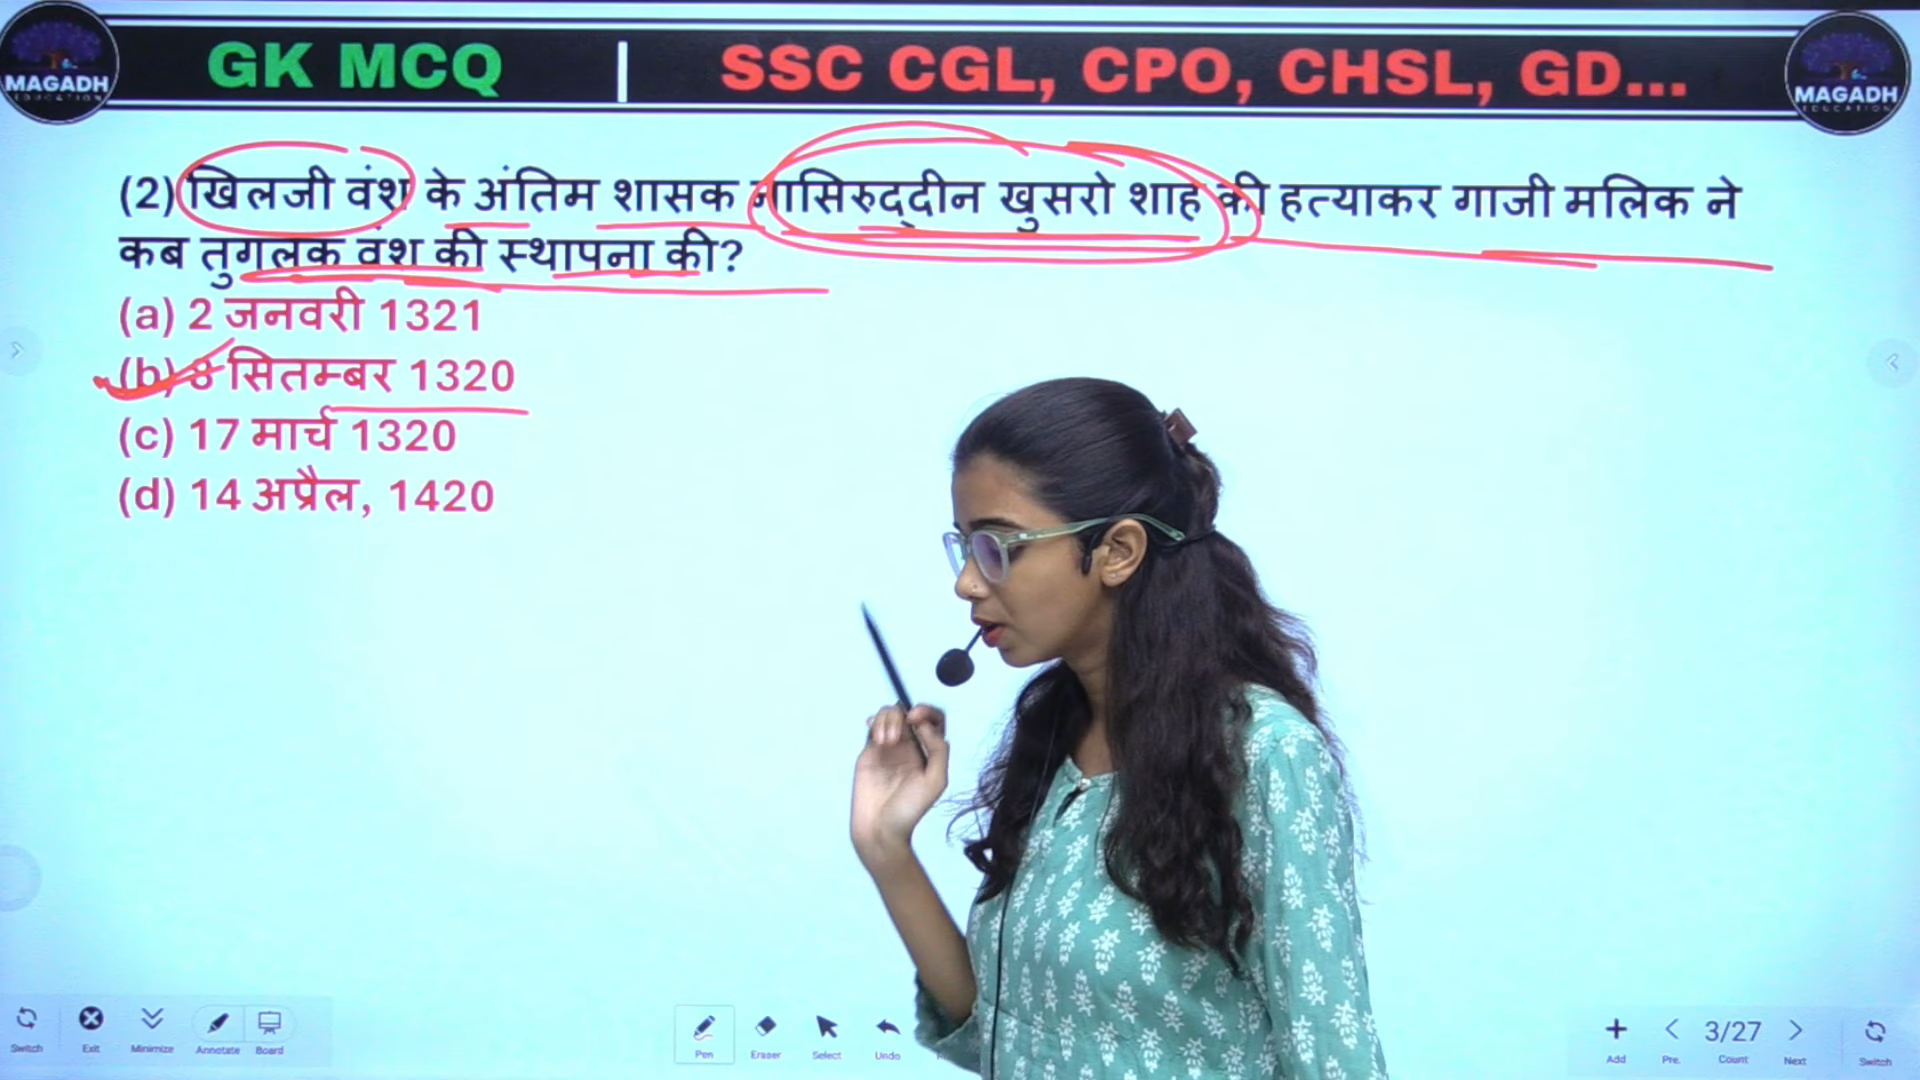 MAGADH
EDUCATION
GK MCQ | SSC CGL, CPO, CHSL, GD...
MAGADH
EDUCATION
(2) खिलजी वंश के अंतिम शासक नासिरुद्दीन खुसरो शाह की हत्याकर गाजी मलिक ने
कब तुगलक वंश की स्थापना की?
(a) 2 जनवरी 1321
(b) 8 सितम्बर 1320
(c) 17 मार्च 1320
(d) 14 अप्रैल, 1420
Switch Exit Minimize Annotate Board Pen Eraser Select Undo
3/27
Add Pre. Count Next Switch